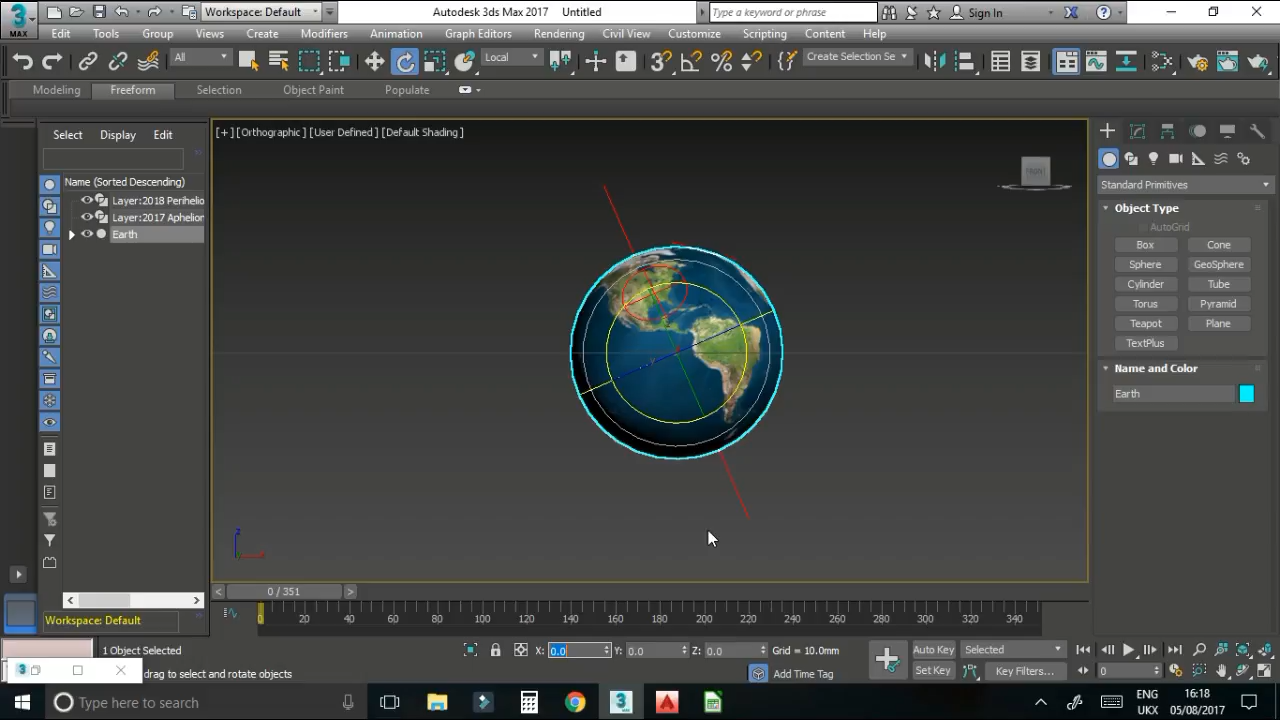 3 Workspace: Default Autodesk 3ds Max 2017 Untitled Type a keyword or phrase Sign In
MAX Edit Tools Group Views Create Modifiers Animation Graph Editors Rendering Civil View Customize Scripting Content Help
All Local Create Selection Se
Modeling Freeform Selection Object Paint Populate
Select Display Edit
[+] [Orthographic] [User Defined] [Default Shading]
FRONT
Name (Sorted Descending)
Layer:2018 Perihelio
Layer:2017 Aphelion
Earth
Standard Primitives
Object Type
AutoGrid
Box Cone
Sphere GeoSphere
Cylinder Tube
Torus Pyramid
Teapot Plane
TextPlus
Name and Color
Earth
z
< 0 / 351 >
0 20 40 60 80 100 120 140 160 180 200 220 240 260 280 300 320 340
Workspace: Default
1 Object Selected X: 0.0 Y: 0.0 Z: 0.0 Grid = 10.0mm Auto Key Selected
drag to select and rotate objects Add Time Tag Set Key Key Filters... 0
3
Type here to search
ENG
UKX
16:18
05/08/2017